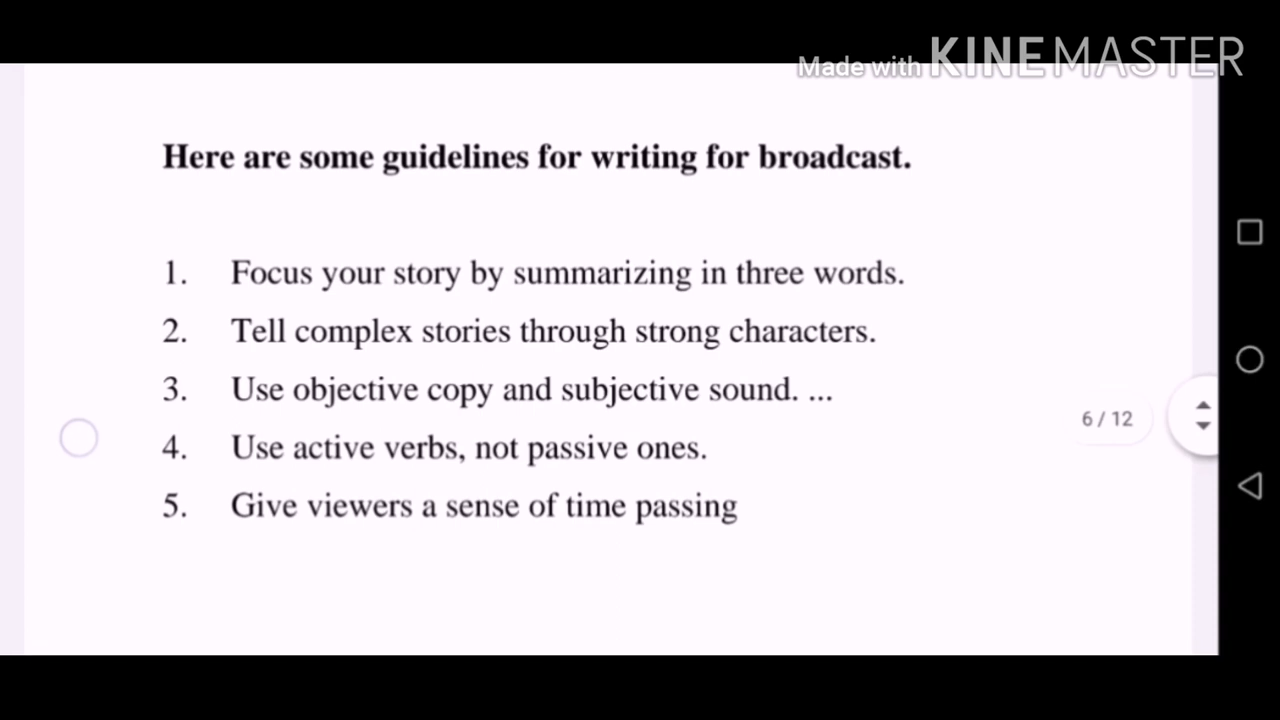 Made with KINEMASTER
Here are some guidelines for writing for broadcast.
1. Focus your story by summarizing in three words.
2. Tell complex stories through strong characters.
3. Use objective copy and subjective sound. ...
6 / 12
4. Use active verbs, not passive ones.
5. Give viewers a sense of time passing